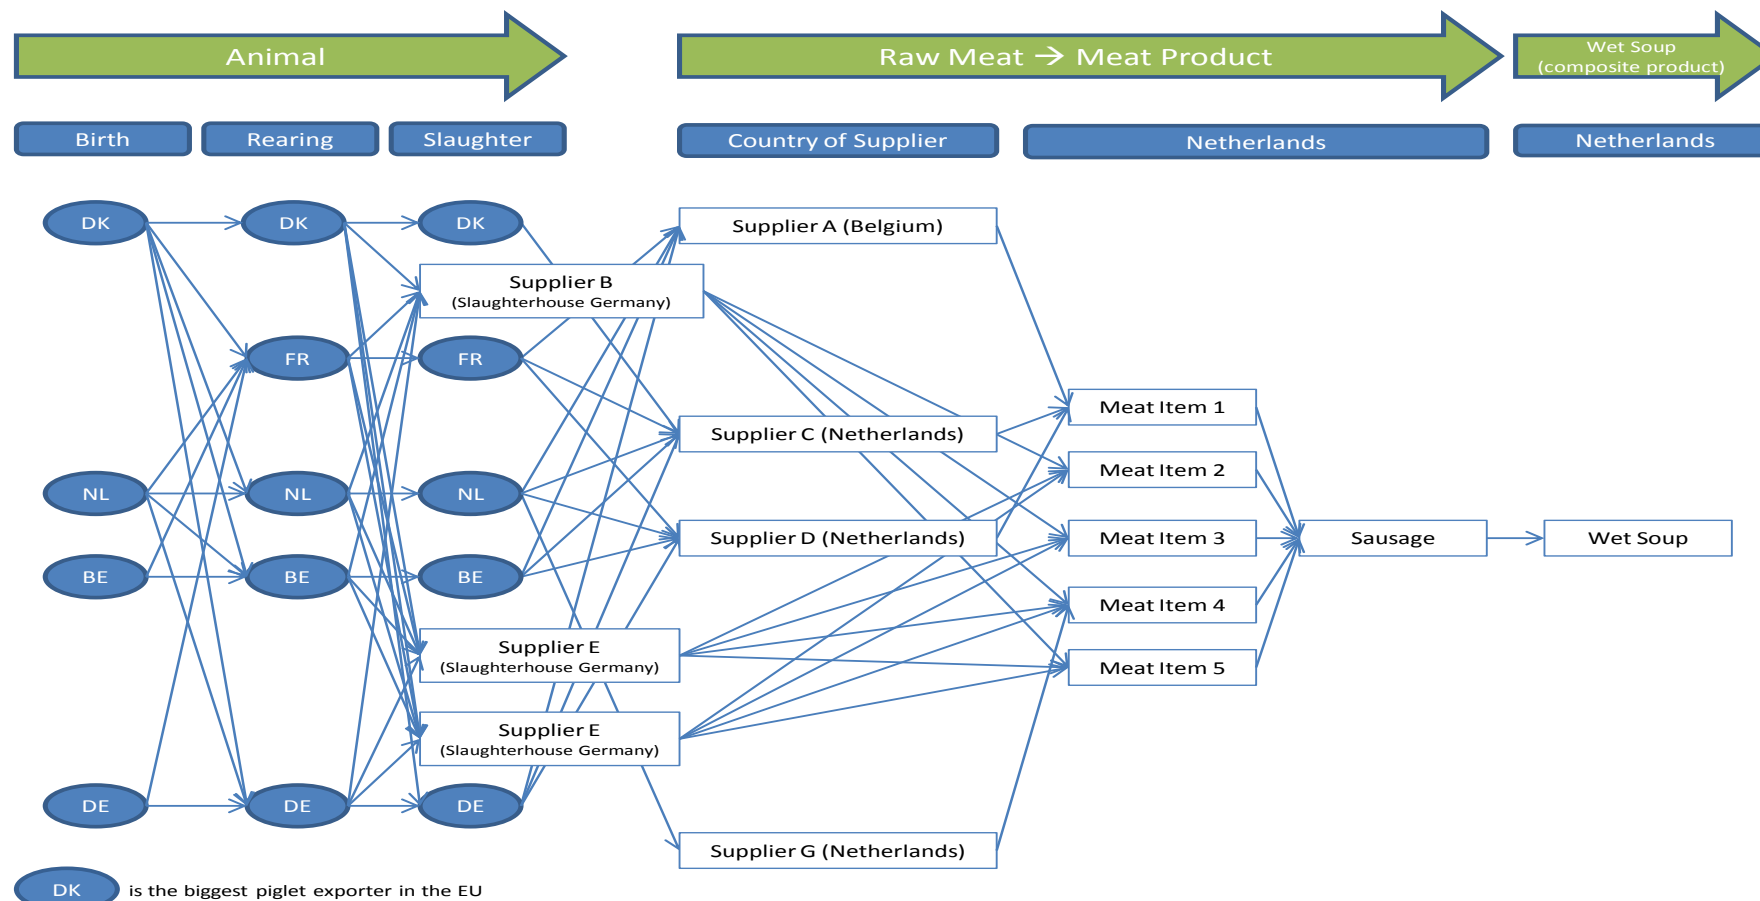 Animal
Raw Meat → Meat Product
Wet Soup
(composite product)
Birth
Rearing
Slaughter
Country of Supplier
Netherlands
Netherlands
DK
DK
DK
Supplier A (Belgium)
Supplier B
(Slaughterhouse Germany)
FR
FR
Meat Item 1
Supplier C (Netherlands)
Meat Item 2
NL
NL
NL
Supplier D (Netherlands)
Meat Item 3
Sausage
Wet Soup
BE
BE
BE
Meat Item 4
Supplier E
(Slaughterhouse Germany)
Meat Item 5
Supplier E
(Slaughterhouse Germany)
DE
DE
DE
Supplier G (Netherlands)
DK is the biggest piglet exporter in the EU